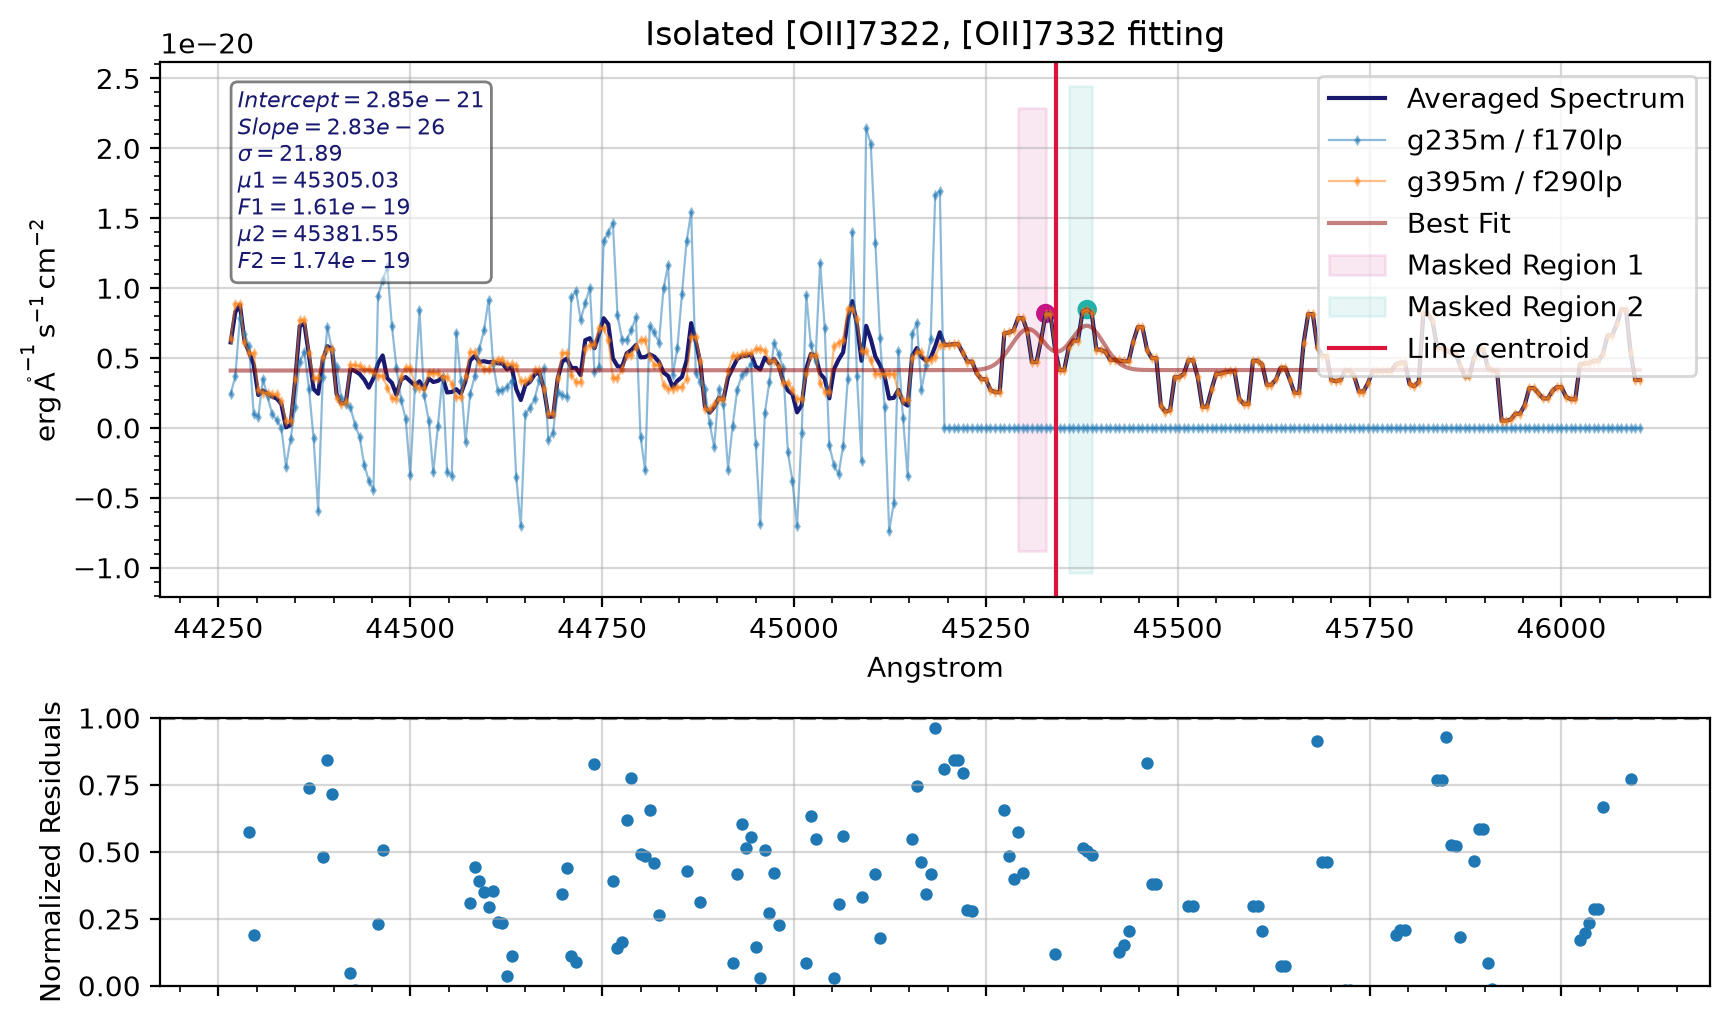 Isolated [OII]7322, [OII]7332 fitting
1e−20
2.5
2.0
1.5
1.0
0.5
0.0
−0.5
−1.0
erg Å⁻¹ s⁻¹ cm⁻²
Intercept = 2.85e − 21
Slope = 2.83e − 26
σ = 21.89
μ1 = 45305.03
F1 = 1.61e − 19
μ2 = 45381.55
F2 = 1.74e − 19
Averaged Spectrum
g235m / f170lp
g395m / f290lp
Best Fit
Masked Region 1
Masked Region 2
Line centroid
44250 44500 44750 45000 45250 45500 45750 46000
Angstrom
1.00
0.75
0.50
0.25
0.00
Normalized Residuals